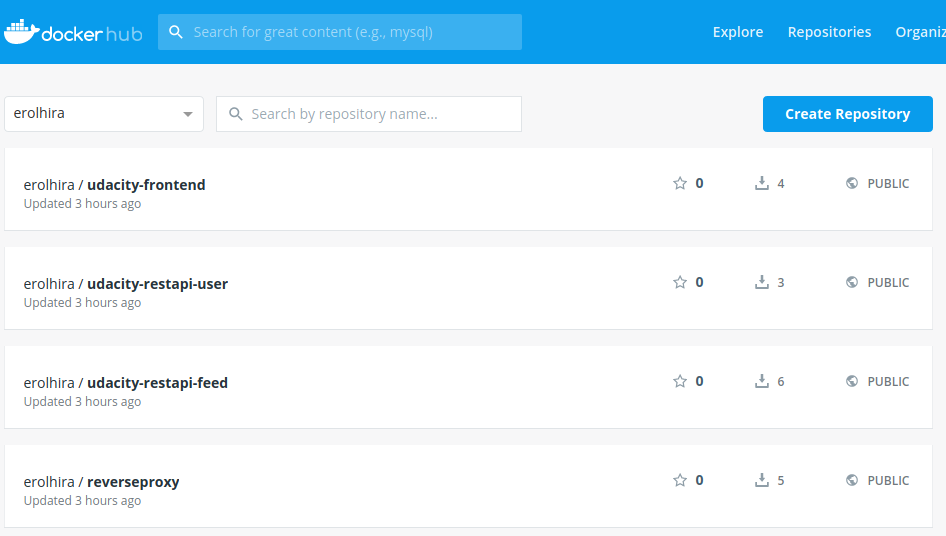 docker hub
Search for great content (e.g., mysql)
Explore
Repositories
Organiz
erolhira
Search by repository name...
Create Repository
erolhira / udacity-frontend
0
4
PUBLIC
Updated 3 hours ago
erolhira / udacity-restapi-user
0
3
PUBLIC
Updated 3 hours ago
erolhira / udacity-restapi-feed
0
6
PUBLIC
Updated 3 hours ago
erolhira / reverseproxy
0
5
PUBLIC
Updated 3 hours ago